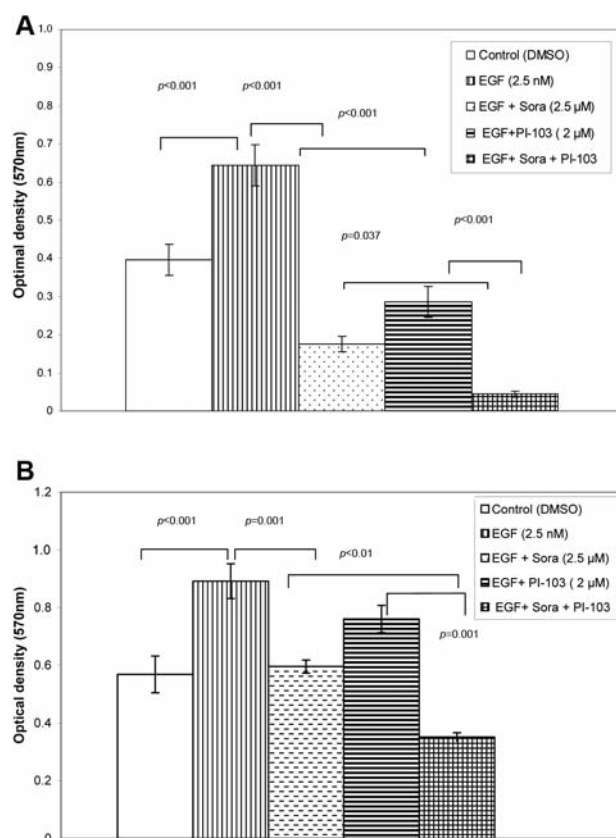 A
1.0
0.9
0.8
0.7
0.6
0.5
0.4
0.3
0.2
0.1
0
Optimal density (570nm)
p<0.001
p<0.001
p<0.001
p=0.037
p<0.001
Control (DMSO)
EGF (2.5 nM)
EGF + Sora (2.5 µM)
EGF+PI-103 ( 2 µM)
EGF+ Sora + PI-103
B
1.2
1.0
0.8
0.6
0.4
0.2
0
Optical density (570nm)
p<0.001
p=0.001
p<0.01
p=0.001
Control (DMSO)
EGF (2.5 nM)
EGF + Sora (2.5 µM)
EGF+ PI-103 ( 2 µM)
EGF+ Sora + PI-103